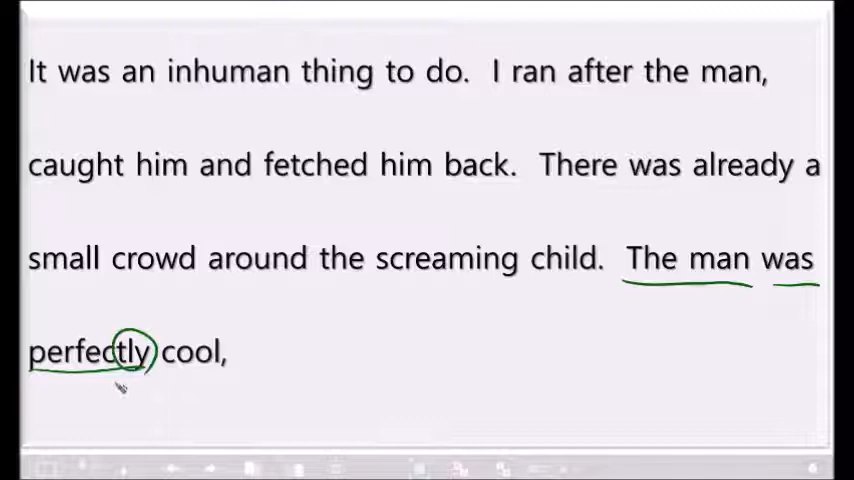 It was an inhuman thing to do. I ran after the man,
caught him and fetched him back. There was already a
small crowd around the screaming child. The man was
perfectly cool,